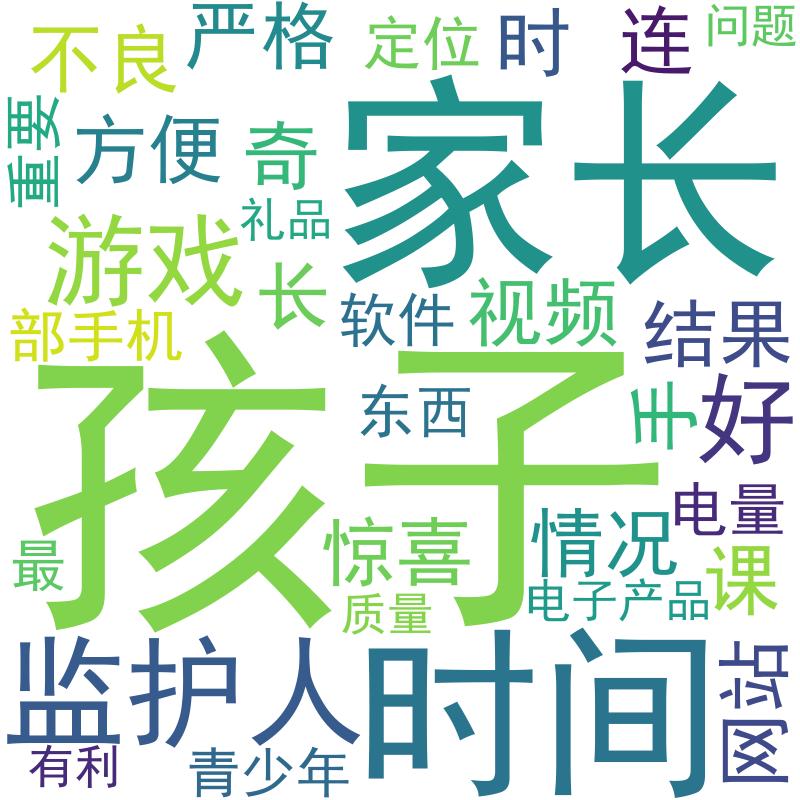 不良
严格
定位
时
连
问题
重要
方便
奇
家长
礼品
游戏
长
软件
视频
结果
部手机
孩子
东西
手
好
电量
最
惊喜
情况
课
质量
电子产品
监护人
时间
网站
有利
青少年